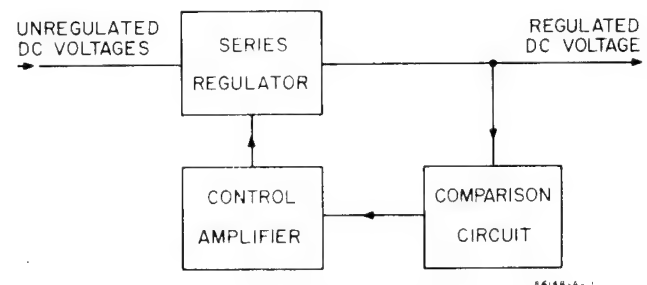 UNREGULATED
DC VOLTAGES
SERIES
REGULATOR
REGULATED
DC VOLTAGE
CONTROL
AMPLIFIER
COMPARISON
CIRCUIT